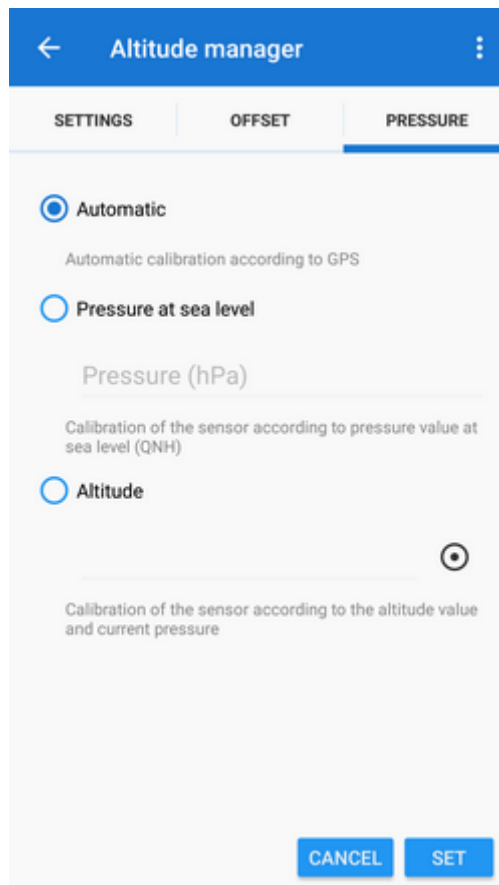 Altitude manager
SETTINGS OFFSET PRESSURE
Automatic
Automatic calibration according to GPS
Pressure at sea level
Pressure (hPa)
Calibration of the sensor according to pressure value at
sea level (QNH)
Altitude
Calibration of the sensor according to the altitude value
and current pressure
CANCEL SET